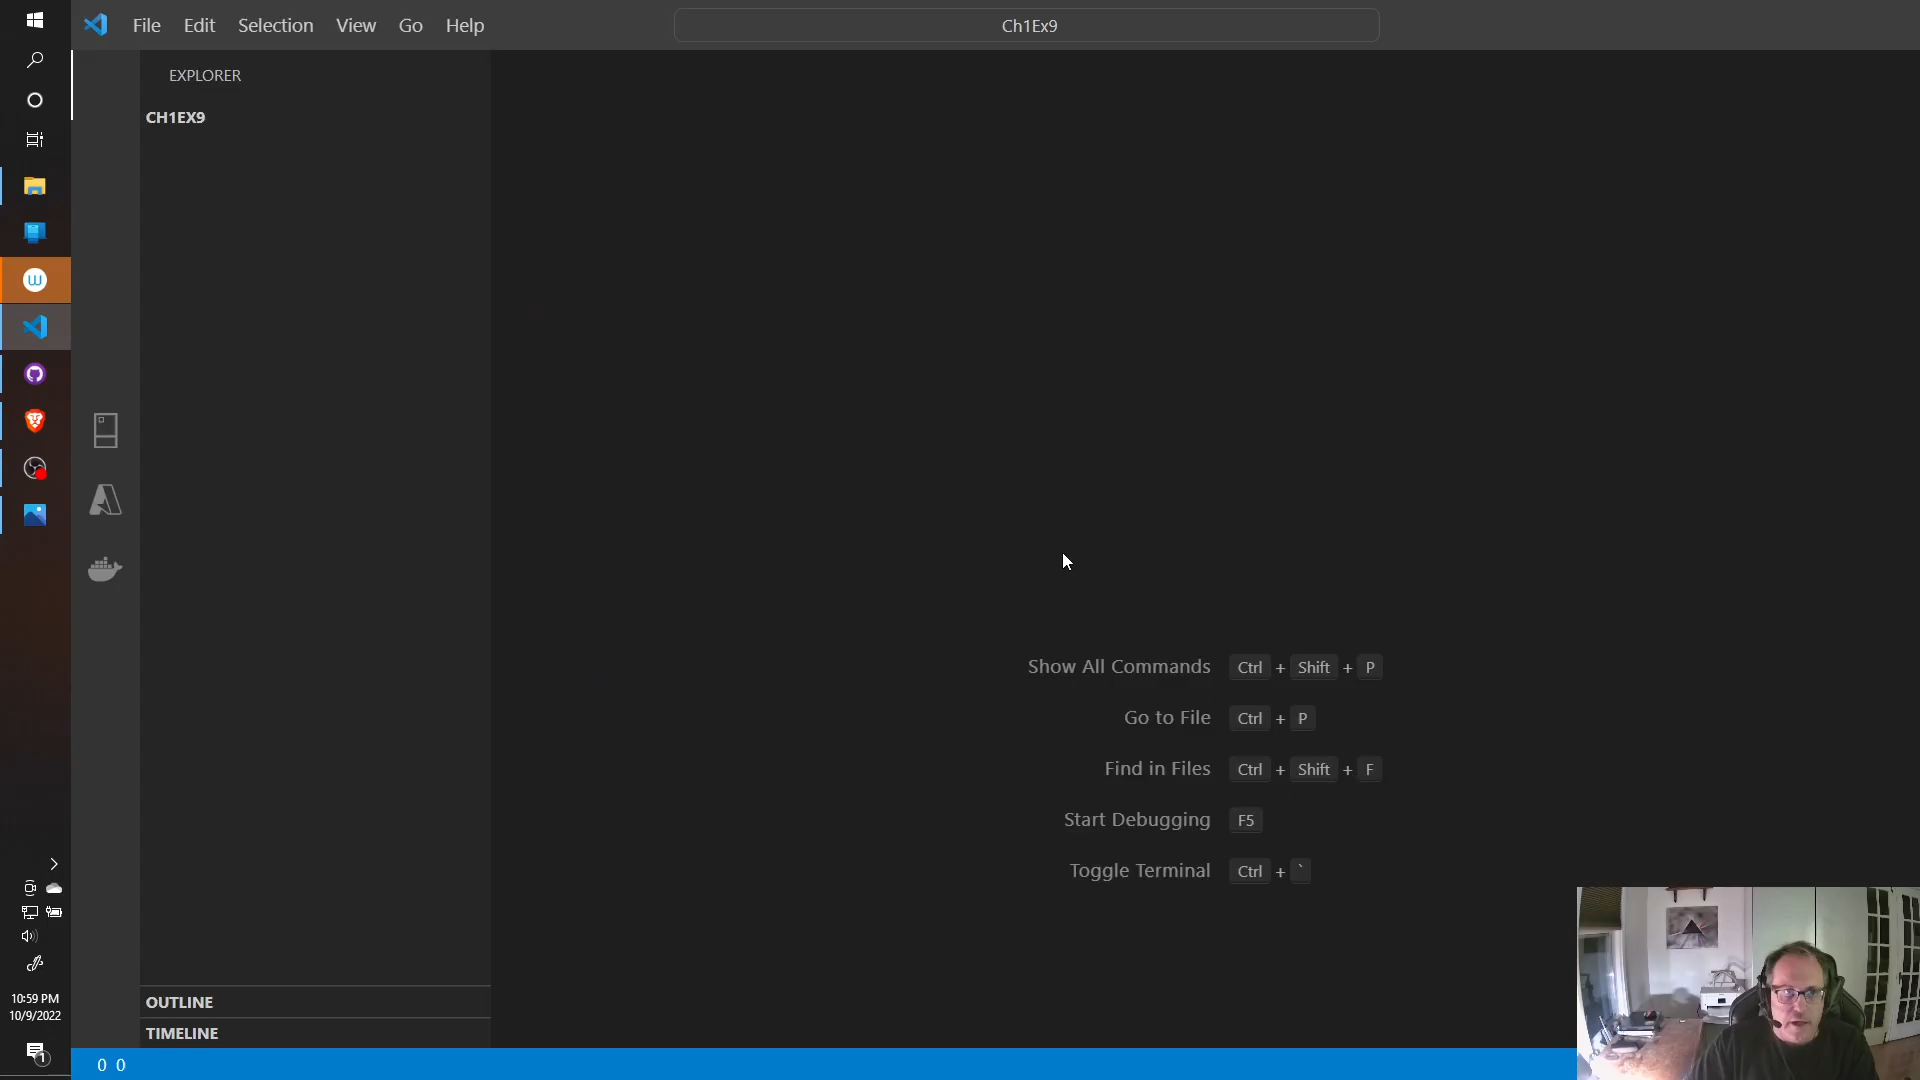 File Edit Selection View Go Help
Ch1Ex9
EXPLORER
CH1EX9
Show All Commands Ctrl + Shift + P
Go to File Ctrl + P
Find in Files Ctrl + Shift + F
Start Debugging F5
Toggle Terminal Ctrl + `
OUTLINE
TIMELINE
0 0
10:59 PM
10/9/2022
1